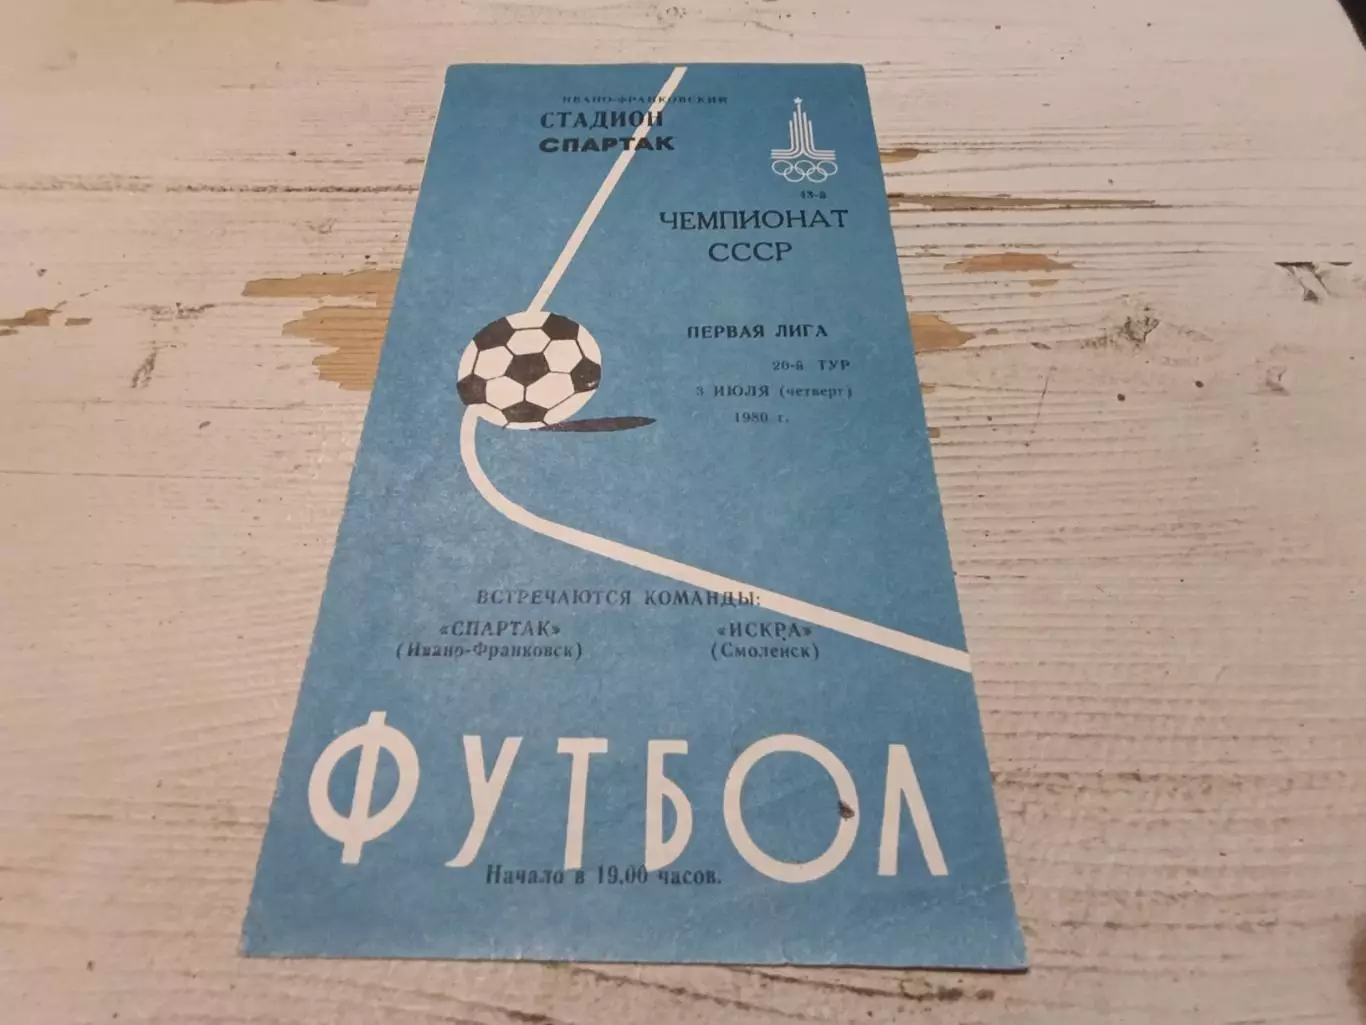 ИВАНО-ФРАНКОВСКИЙ
СТАДИОН
СПАРТАК
43-й
ЧЕМПИОНАТ
СССР
ПЕРВАЯ ЛИГА
20-й ТУР
3 ИЮЛЯ (четверг)
1980 г.
ВСТРЕЧАЮТСЯ КОМАНДЫ:
«СПАРТАК» «ИСКРА»
(Ивано-Франковск) (Смоленск)
ФУТБОЛ
Начало в 19,00 часов.